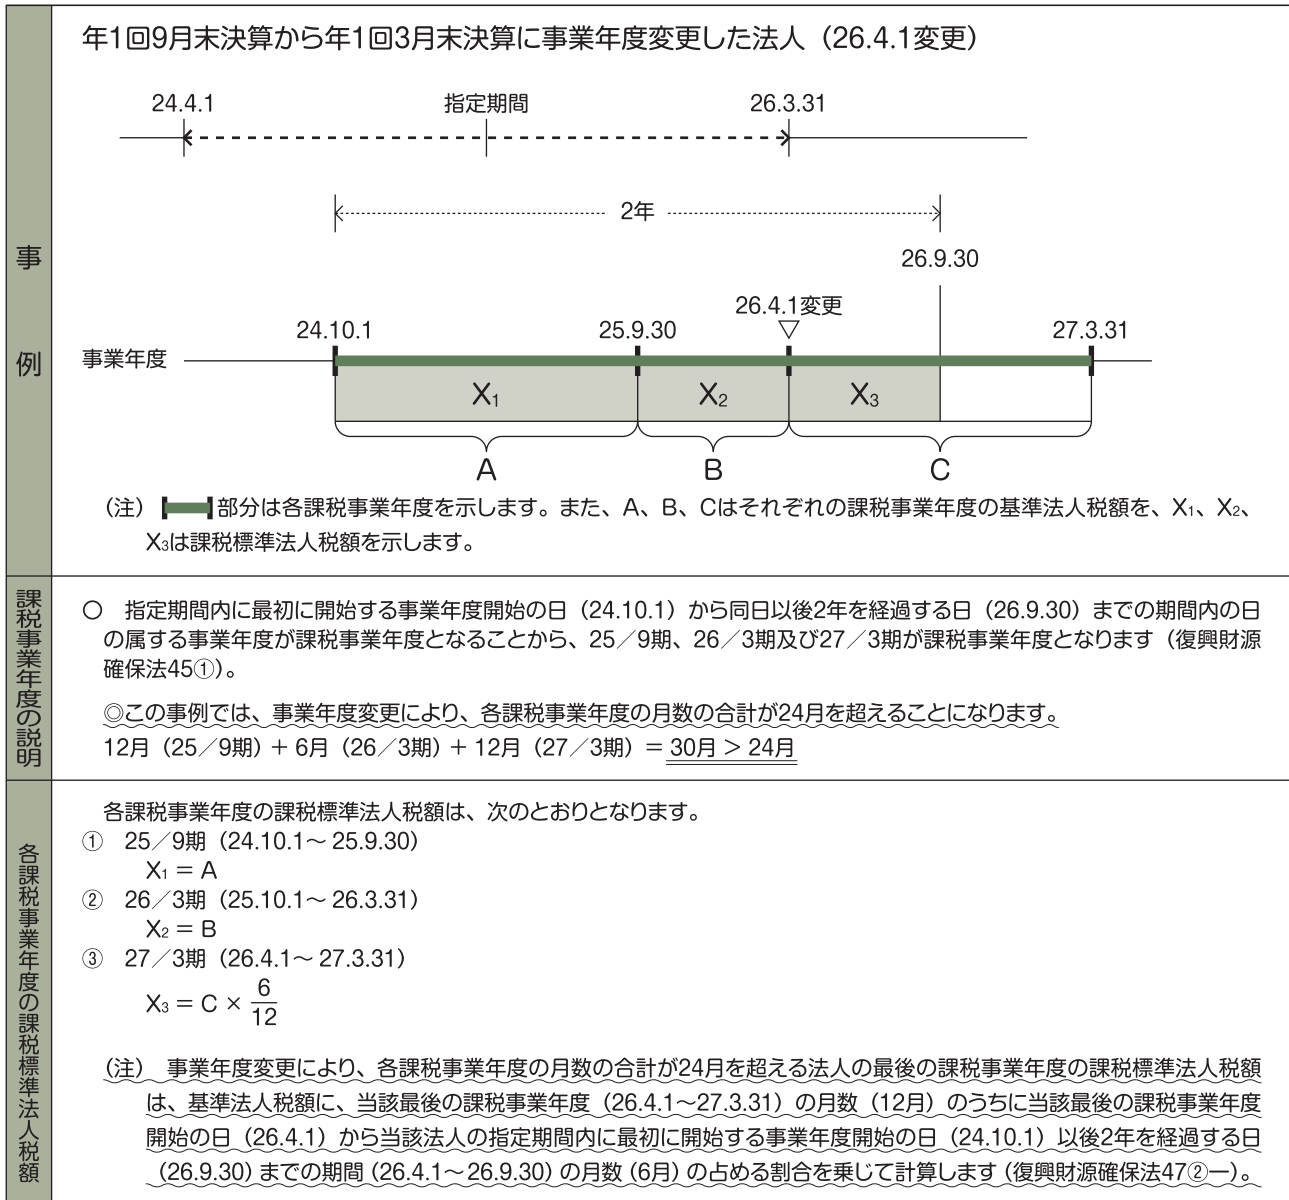 事例
年1回9月末決算から年1回3月末決算に事業年度変更した法人（26.4.1変更）
24.4.1
指定期間
26.3.31
2年
26.9.30
26.4.1変更
24.10.1
25.9.30
27.3.31
事業年度
X₁
X₂
X₃
A
B
C
（注） 部分は各課税事業年度を示します。また、A、B、Cはそれぞれの課税事業年度の基準法人税額を、X₁、X₂、
X₃は課税標準法人税額を示します。
課税事業年度の説明
○　指定期間内に最初に開始する事業年度開始の日（24.10.1）から同日以後2年を経過する日（26.9.30）までの期間内の日
の属する事業年度が課税事業年度となることから、25／9期、26／3期及び27／3期が課税事業年度となります（復興財源
確保法45①）。
◎この事例では、事業年度変更により、各課税事業年度の月数の合計が24月を超えることになります。
12月（25／9期）＋6月（26／3期）＋12月（27／3期）＝30月＞24月
各課税事業年度の課税標準法人税額
各課税事業年度の課税標準法人税額は、次のとおりとなります。
①　25／9期（24.10.1～25.9.30）
X₁＝A
②　26／3期（25.10.1～26.3.31）
X₂＝B
③　27／3期（26.4.1～27.3.31）
X₃＝C×6/12
（注）　事業年度変更により、各課税事業年度の月数の合計が24月を超える法人の最後の課税事業年度の課税標準法人税額
は、基準法人税額に、当該最後の課税事業年度（26.4.1～27.3.31）の月数（12月）のうちに当該最後の課税事業年度
開始の日（26.4.1）から当該法人の指定期間内に最初に開始する事業年度開始の日（24.10.1）以後2年を経過する日
（26.9.30）までの期間（26.4.1～26.9.30）の月数（6月）の占める割合を乗じて計算します（復興財源確保法47②一）。